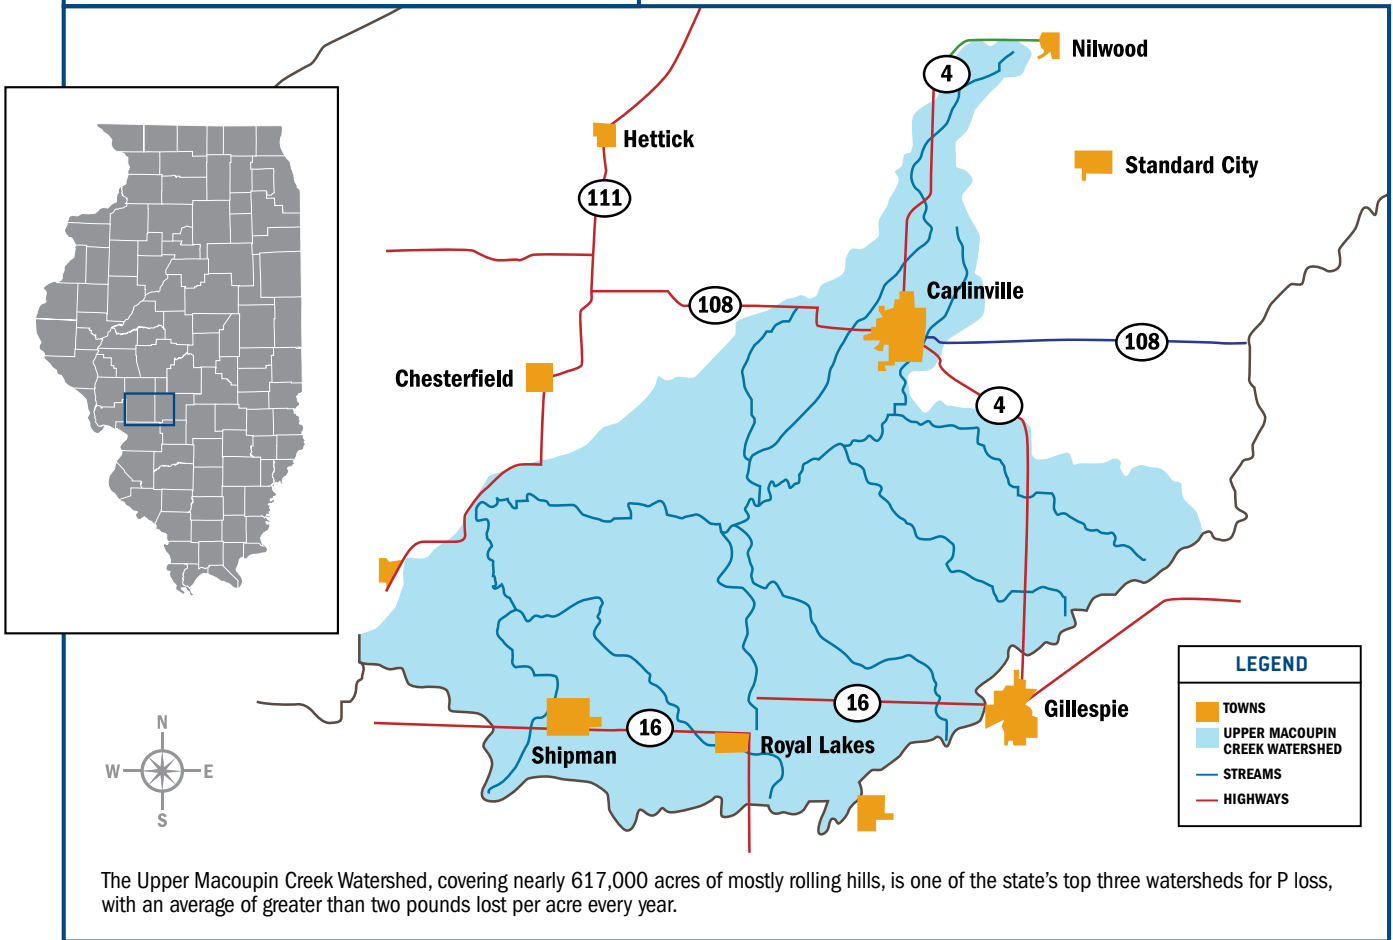 4
Nilwood
Hettick
Standard City
111
Carlinville
108
108
Chesterfield
4
LEGEND
TOWNS
UPPER MACOUPIN
CREEK WATERSHED
STREAMS
HIGHWAYS
16
Gillespie
16
Royal Lakes
Shipman
N
W
E
S
The Upper Macoupin Creek Watershed, covering nearly 617,000 acres of mostly rolling hills, is one of the state’s top three watersheds for P loss,
with an average of greater than two pounds lost per acre every year.